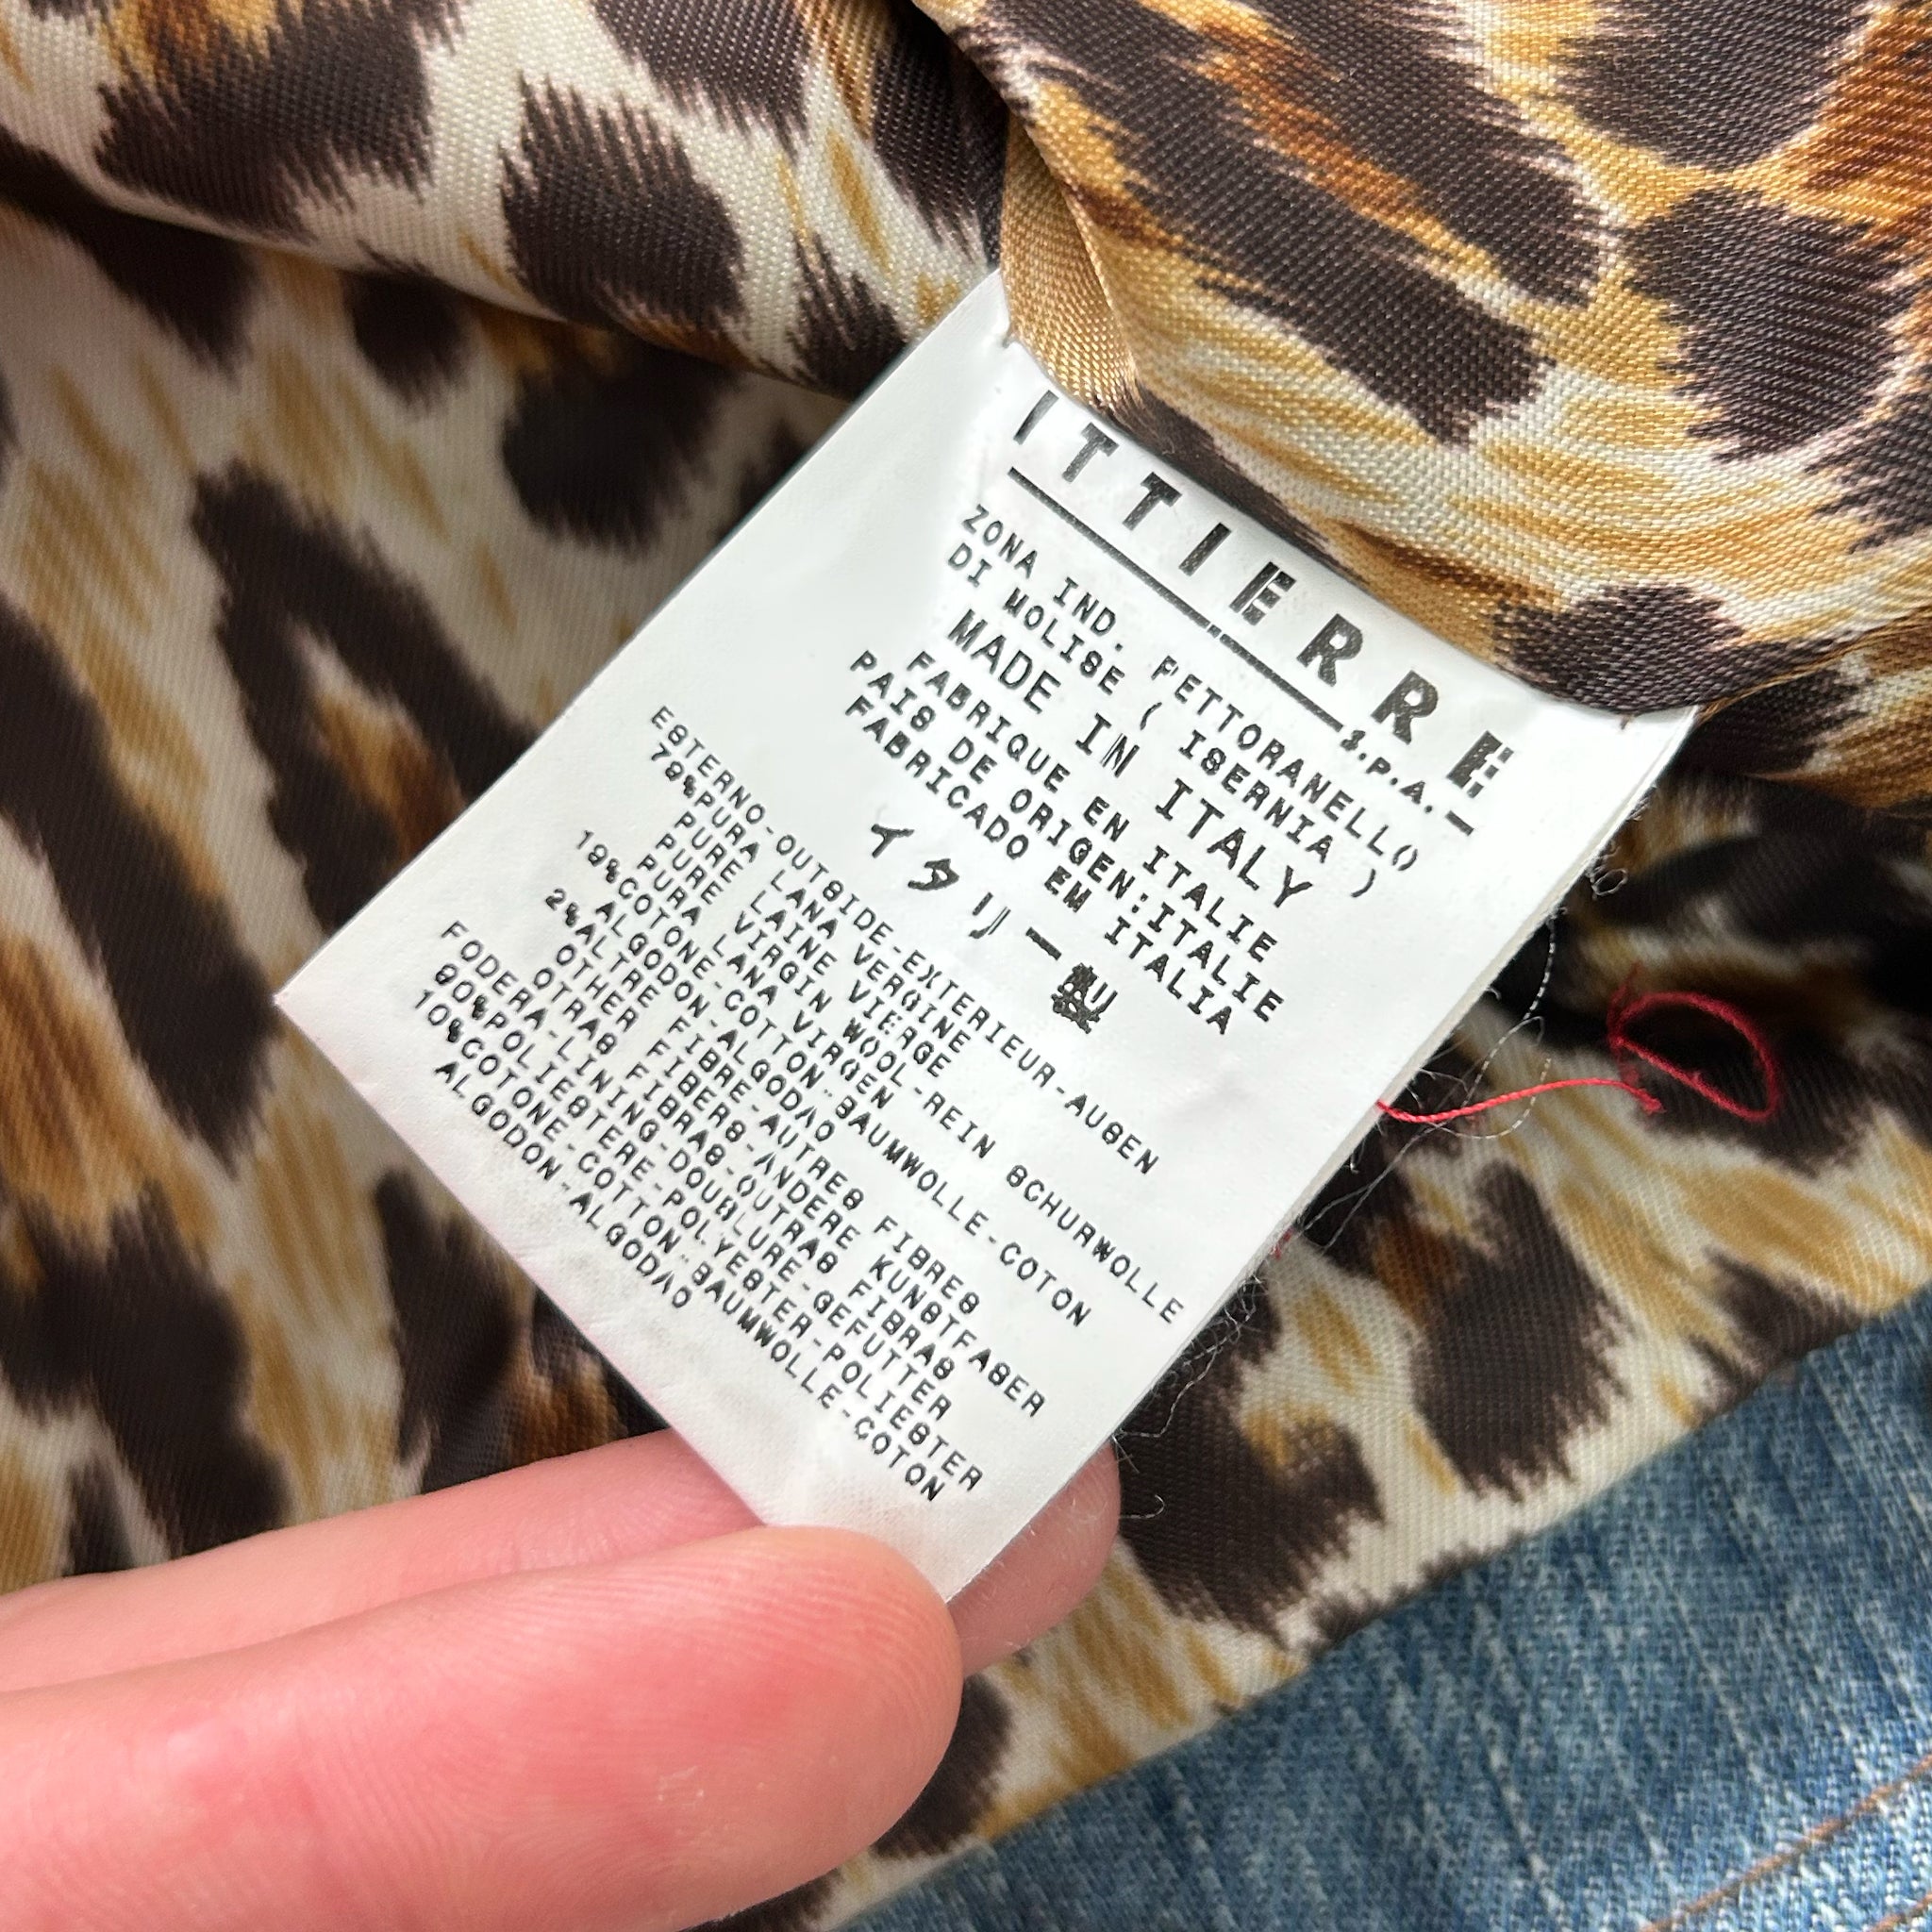 ITTIERRE
S.P.A.
ZONA IND. PETTORANELLO
DI MOLISE ( ISERNIA )
MADE IN ITALY
FABRIQUE EN ITALIE
PAIS DE ORIGEN:ITALIE
FABRICADO EM ITALIA
イタリー製
ESTERNO-OUTSIDE-EXTERIEUR-AUSEN
79%PURA LANA VERGINE
PURE LAINE VIERGE
PURE VIRGIN WOOL-REIN SCHURWOLLE
PURA LANA VIRGEN
19%COTONE-COTTON-BAUMWOLLE-COTON
ALGODON-ALGODAO
2%ALTRE FIBRE-AUTRES FIBRES
OTHER FIBERS-ANDERE KUNSTFASER
OTRAS FIBRAS-OUTRAS FIBRAS
FODERA-LINING-DOUBLURE-GEFUTTER
90%POLIESTERE-POLYESTER-POLIESTER
10%COTONE-COTTON-BAUMWOLLE-COTON
ALGODON-ALGODAO